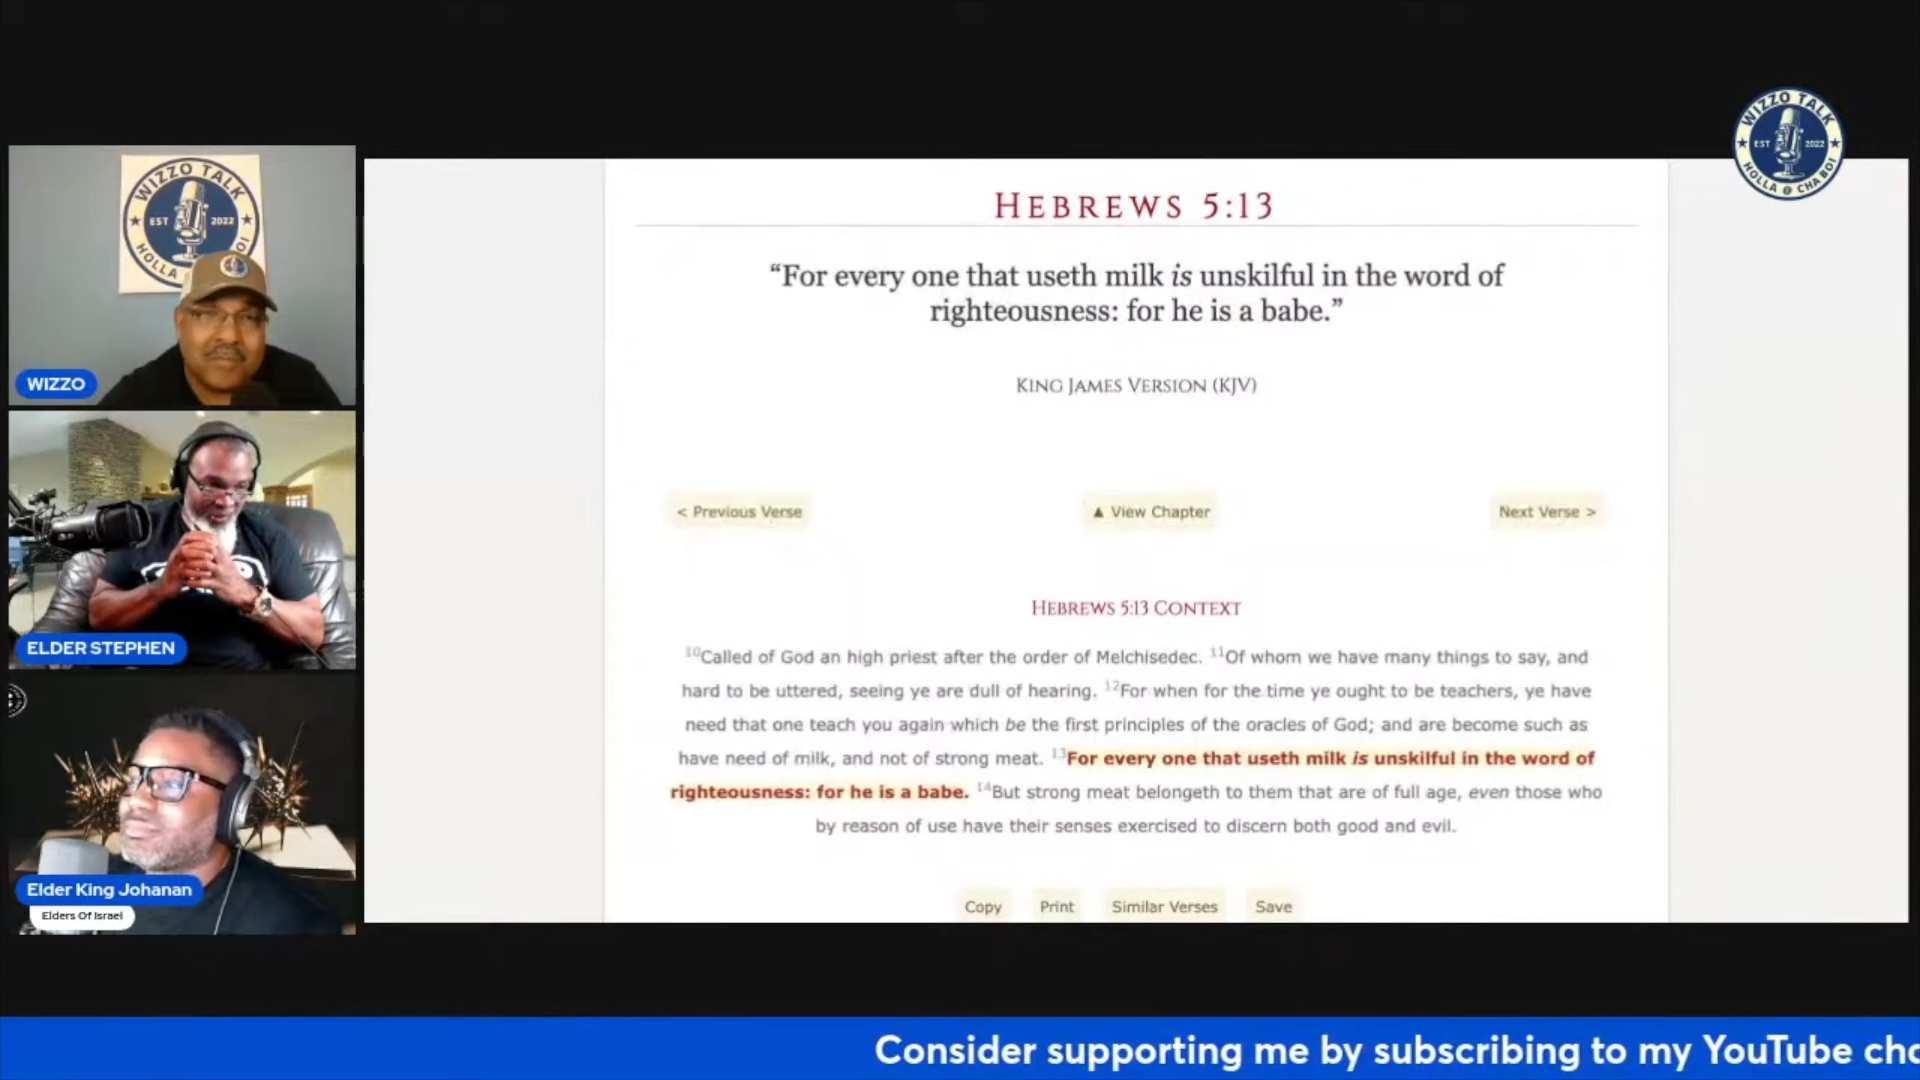 WIZZO TALK
EST 2022
HOLLA @ CHA BOI
WIZZO TALK
EST 2022
HOLLA @ OI
WIZZO
ELDER STEPHEN
Elder King Johanan
Elders Of Israel
HEBREWS 5:13
“For every one that useth milk is unskilful in the word of
righteousness: for he is a babe.”
KING JAMES VERSION (KJV)
< Previous Verse
▲ View Chapter
Next Verse >
HEBREWS 5:13 CONTEXT
10Called of God an high priest after the order of Melchisedec. 11Of whom we have many things to say, and
hard to be uttered, seeing ye are dull of hearing. 12For when for the time ye ought to be teachers, ye have
need that one teach you again which be the first principles of the oracles of God; and are become such as
have need of milk, and not of strong meat. 13For every one that useth milk is unskilful in the word of
righteousness: for he is a babe. 14But strong meat belongeth to them that are of full age, even those who
by reason of use have their senses exercised to discern both good and evil.
Copy
Print
Similar Verses
Save
Consider supporting me by subscribing to my YouTube cha